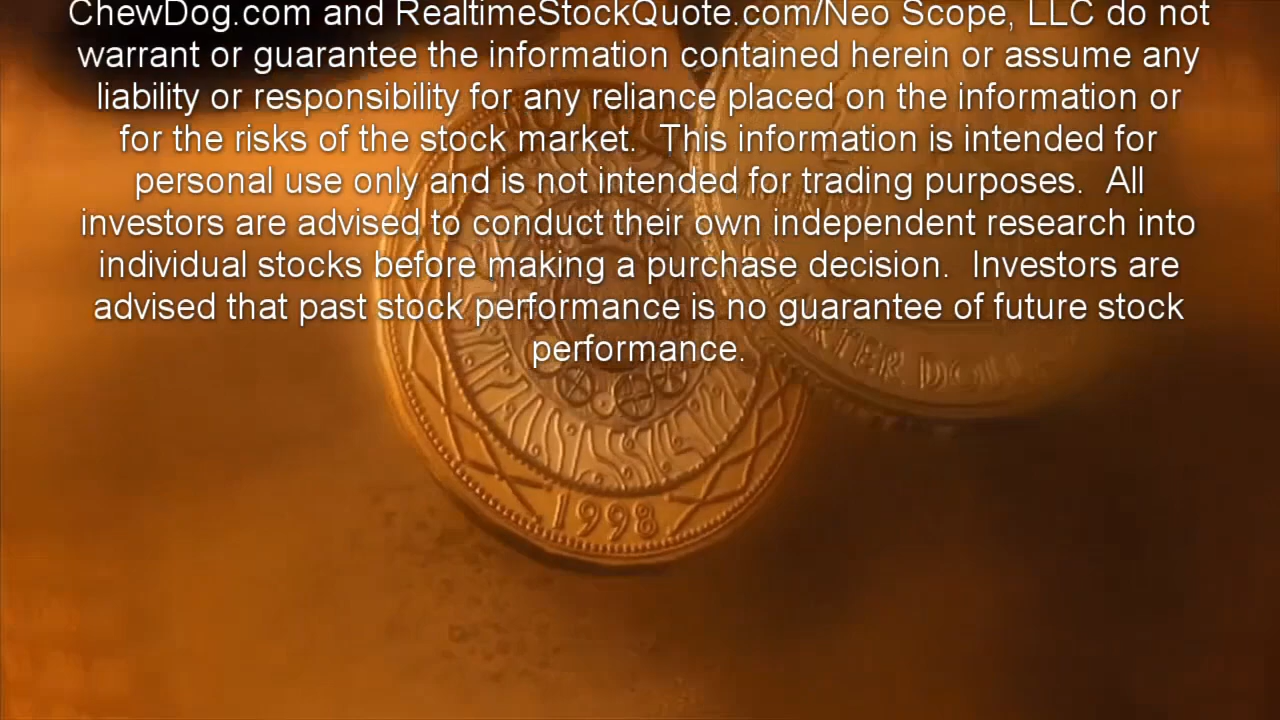 ChewDog.com and RealtimeStockQuote.com/Neo Scope, LLC do not
warrant or guarantee the information contained herein or assume any
liability or responsibility for any reliance placed on the information or
for the risks of the stock market.  This information is intended for
personal use only and is not intended for trading purposes.  All
investors are advised to conduct their own independent research into
individual stocks before making a purchase decision.  Investors are
advised that past stock performance is no guarantee of future stock
performance.
1998